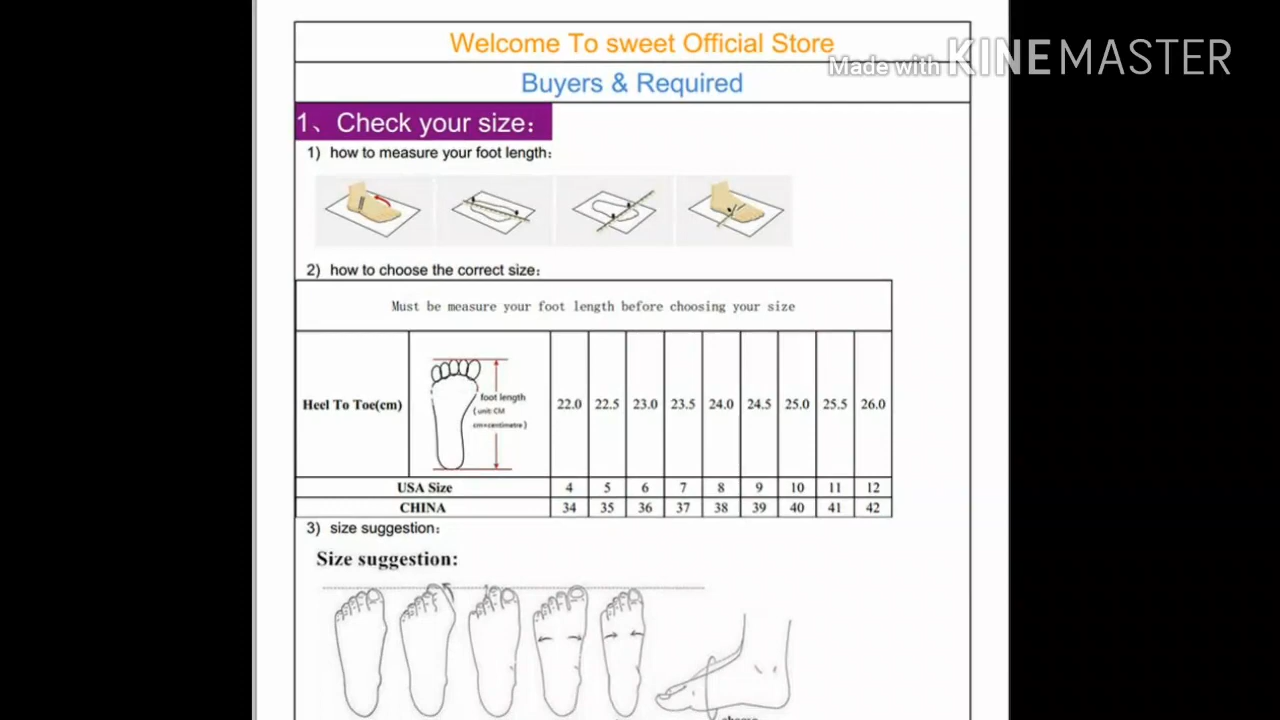 Welcome To sweet Official Store
Made with KINEMASTER
Buyers & Required
1、Check your size：
1) how to measure your foot length：
2) how to choose the correct size：
Must be measure your foot length before choosing your size
Heel To Toe(cm) foot length 22.0 22.5 23.0 23.5 24.0 24.5 25.0 25.5 26.0
( unit: CM
cm=centimetre )
USA Size 4 5 6 7 8 9 10 11 12
CHINA 34 35 36 37 38 39 40 41 42
3) size suggestion：
Size suggestion: